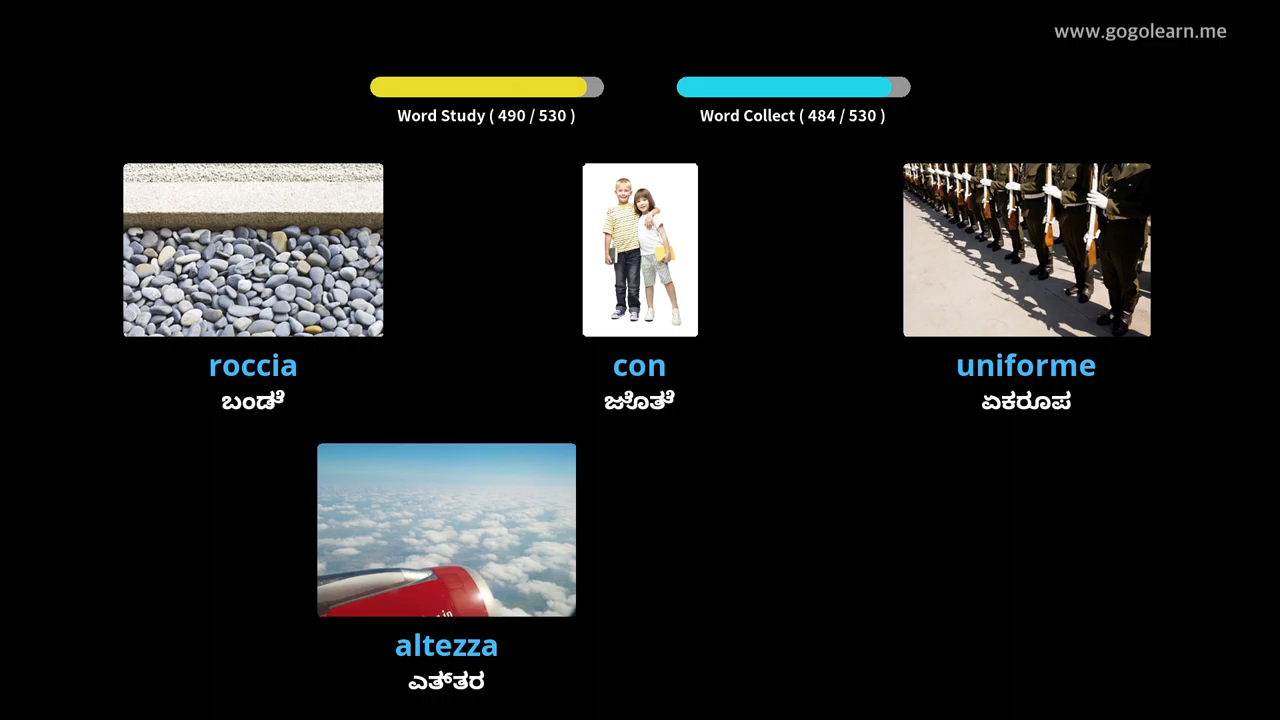 www.gogolearn.me
Word Study ( 490 / 530 )
Word Collect ( 484 / 530 )
roccia
ಬಂಡೆ
con
ಜೊತೆ
uniforme
ಏಕರೂಪ
altezza
ಎತ್ತರ